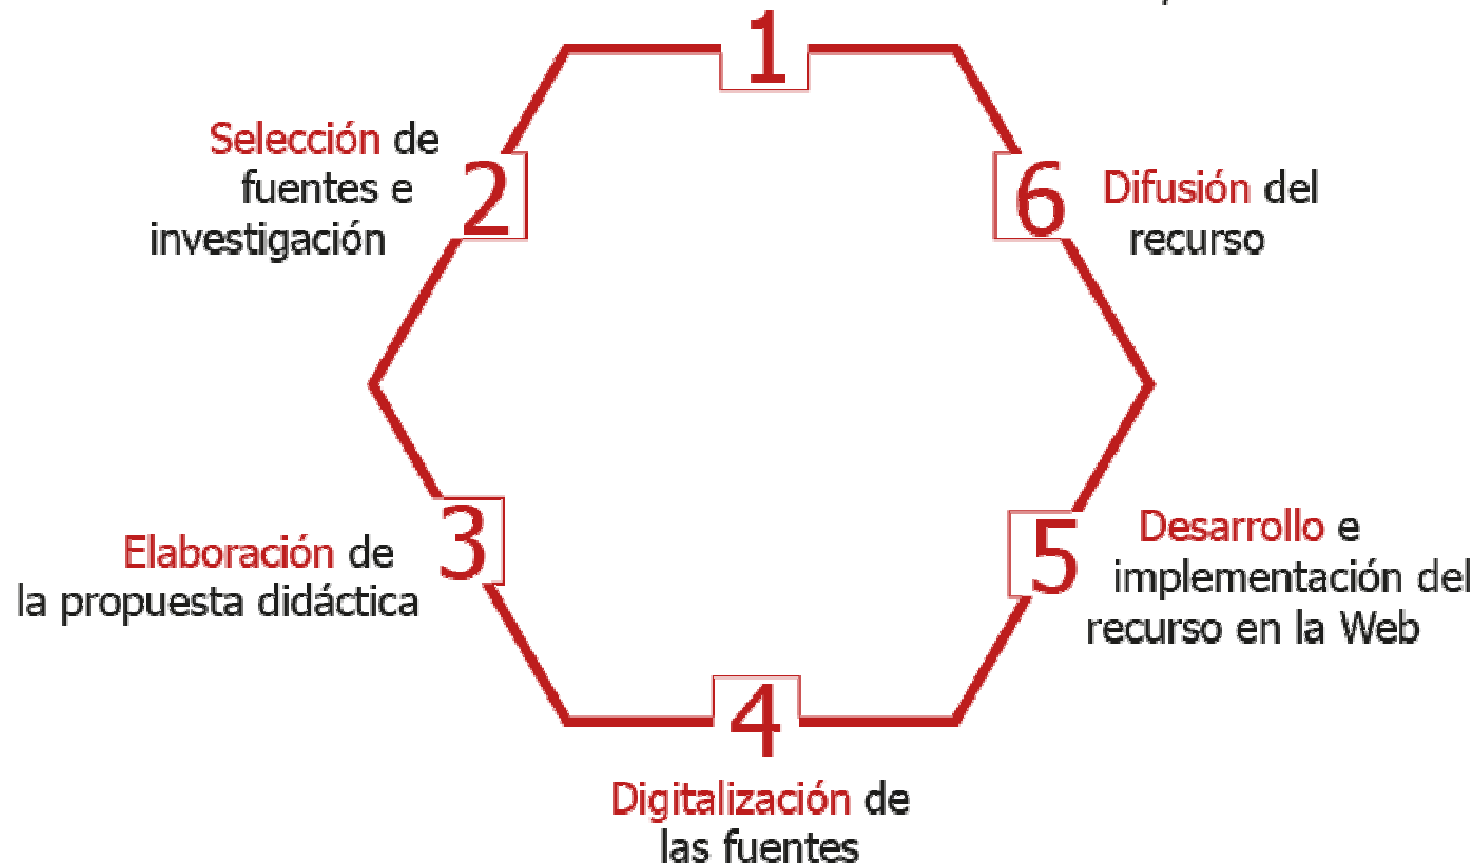 1
Selección de
fuentes e
investigación
2
6
Difusión del
recurso
Elaboración de
la propuesta didáctica
3
5
Desarrollo e
implementación del
recurso en la Web
4
Digitalización de
las fuentes